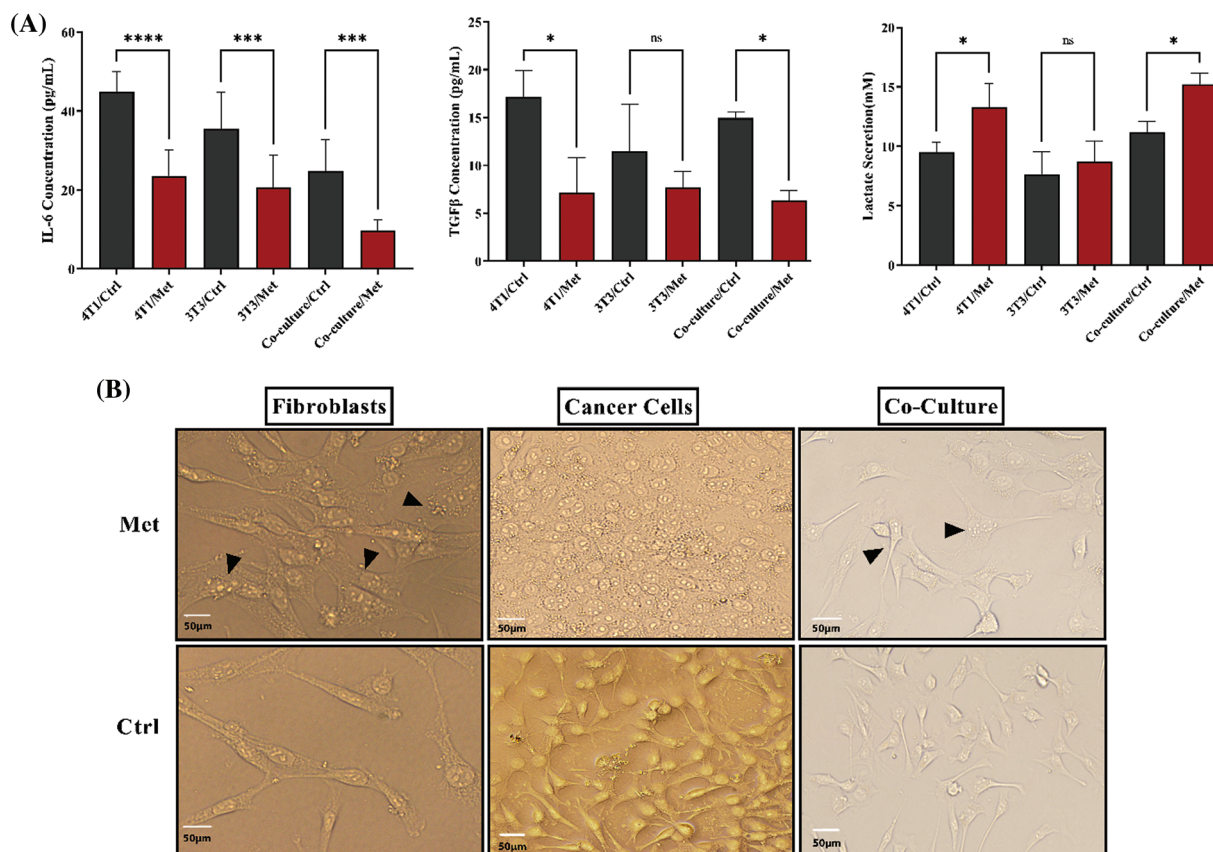 (A)
IL-6 Concentration (pg/mL)
60
40
20
0
****
***
***
4T1/Ctrl
4T1/Met
3T3/Ctrl
3T3/Met
Co-culture/Ctrl
Co-culture/Met
TGFβ Concentration (pg/mL)
25
20
15
10
5
0
*
ns
*
4T1/Ctrl
4T1/Met
3T3/Ctrl
3T3/Met
Co-culture/Ctrl
Co-culture/Met
Lactate Secretion(mM)
20
15
10
5
0
*
ns
*
4T1/Ctrl
4T1/Met
3T3/Ctrl
3T3/Met
Co-culture/Ctrl
Co-culture/Met
(B)
Fibroblasts
Cancer Cells
Co-Culture
Met
50μm
50μm
50μm
Ctrl
50μm
50μm
50μm